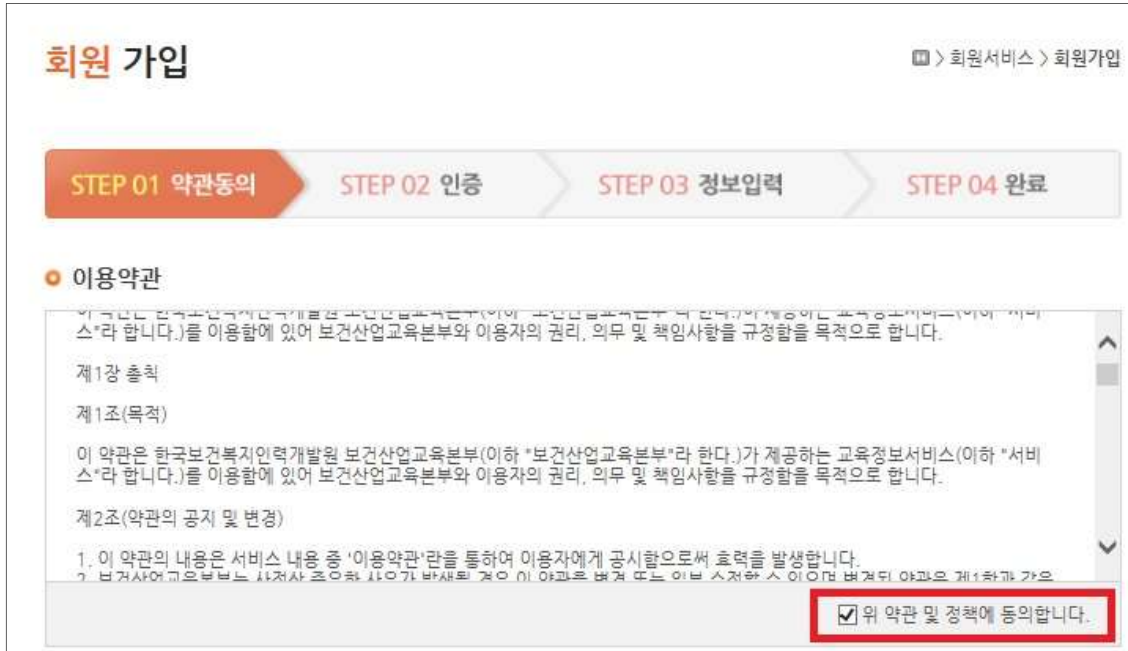 회원 가입
> 회원서비스 > 회원가입
STEP 01 약관동의
STEP 02 인증
STEP 03 정보입력
STEP 04 완료
이용약관
스"라 합니다.)를 이용함에 있어 보건산업교육본부와 이용자의 권리, 의무 및 책임사항을 규정함을 목적으로 합니다.
제1장 총칙
제1조(목적)
이 약관은 한국보건복지인력개발원 보건산업교육본부(이하 "보건산업교육본부"라 한다.)가 제공하는 교육정보서비스(이하 "서비
스"라 합니다.)를 이용함에 있어 보건산업교육본부와 이용자의 권리, 의무 및 책임사항을 규정함을 목적으로 합니다.
제2조(약관의 공지 및 변경)
1. 이 약관의 내용은 서비스 내용 중 '이용약관'란을 통하여 이용자에게 공시함으로써 효력을 발생합니다.
위 약관 및 정책에 동의합니다.